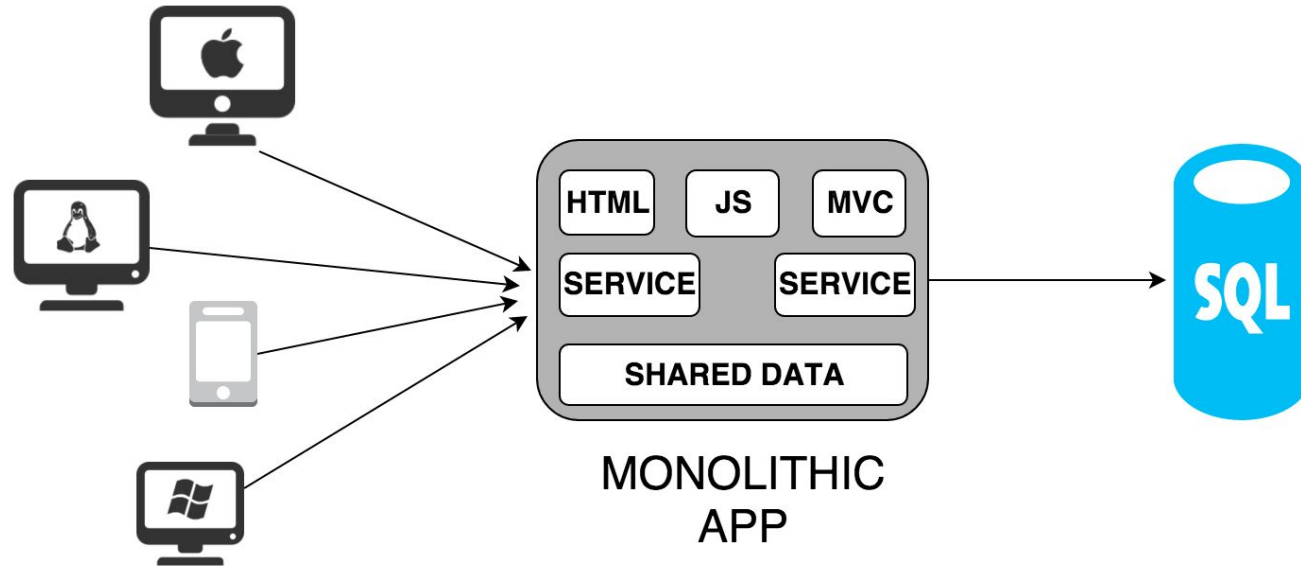 HTML
JS
MVC
SERVICE
SERVICE
SHARED DATA
SQL
MONOLITHIC
APP